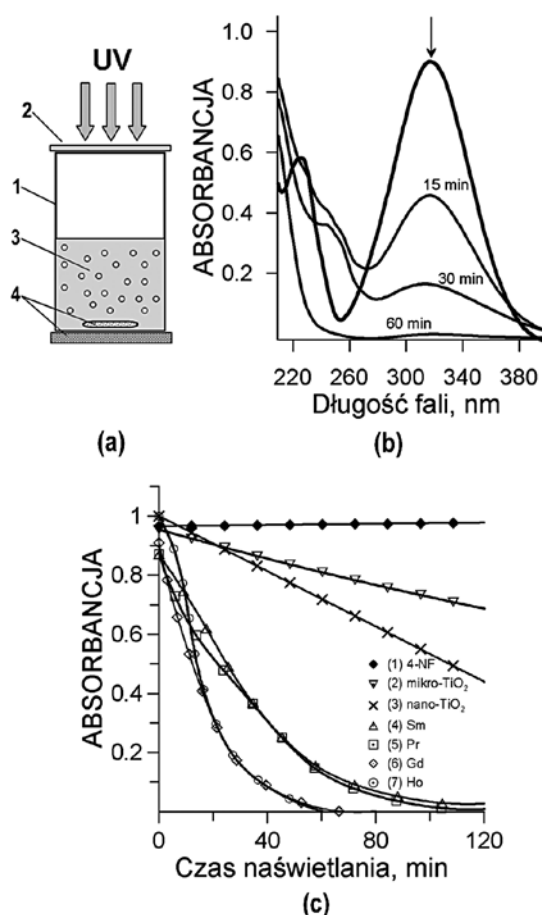 UV
2
1
3
4
(a)
ABSORBANCJA
1.0
0.8
0.6
0.4
0.2
15 min
30 min
60 min
220 260 300 340 380
Długość fali, nm
(b)
ABSORBANCJA
1
0.8
0.6
0.4
0.2
(1) 4-NF
(2) mikro-TiO₂
(3) nano-TiO₂
(4) Sm
(5) Pr
(6) Gd
(7) Ho
0 40 80 120
Czas naświetlania, min
(c)